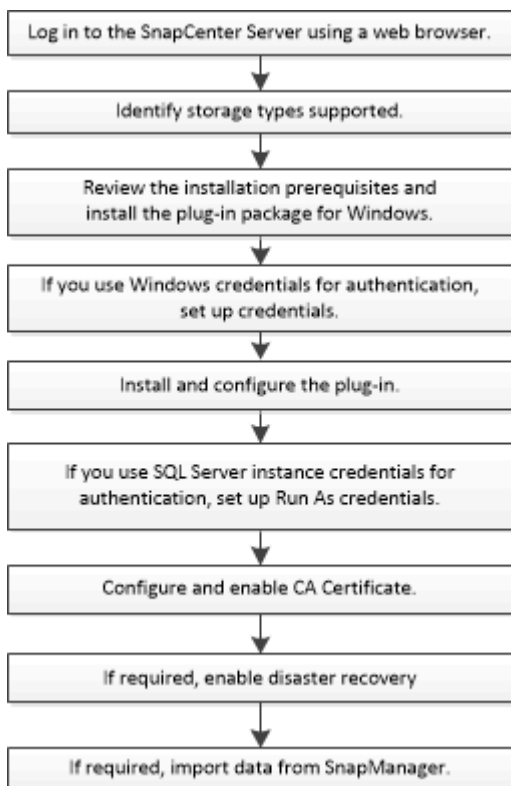 Log in to the SnapCenter Server using a web browser.
Identify storage types supported.
Review the installation prerequisites and
install the plug-in package for Windows.
If you use Windows credentials for authentication,
set up credentials.
Install and configure the plug-in.
If you use SQL Server instance credentials for
authentication, set up Run As credentials.
Configure and enable CA Certificate.
If required, enable disaster recovery
If required, import data from SnapManager.